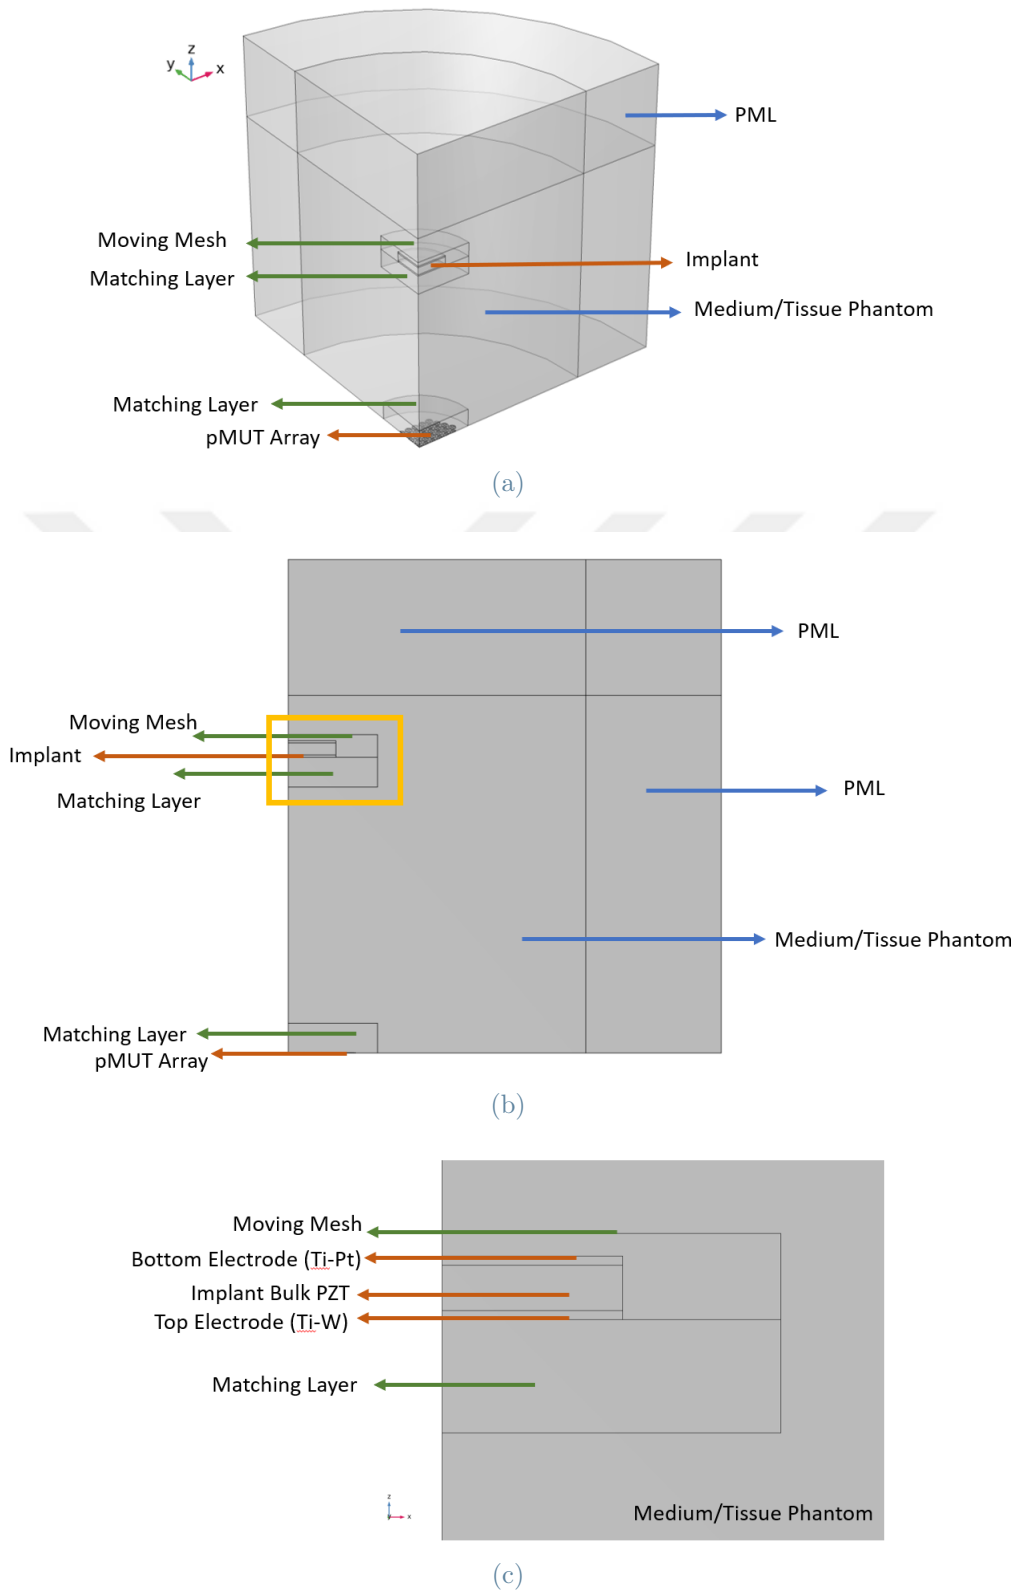 z
y
x
PML
Moving Mesh
Implant
Matching Layer
Medium/Tissue Phantom
Matching Layer
pMUT Array
(a)
PML
Moving Mesh
Implant
PML
Matching Layer
Medium/Tissue Phantom
Matching Layer
pMUT Array
(b)
Moving Mesh
Bottom Electrode (Ti-Pt)
Implant Bulk PZT
Top Electrode (Ti-W)
Matching Layer
z
y
x
Medium/Tissue Phantom
(c)